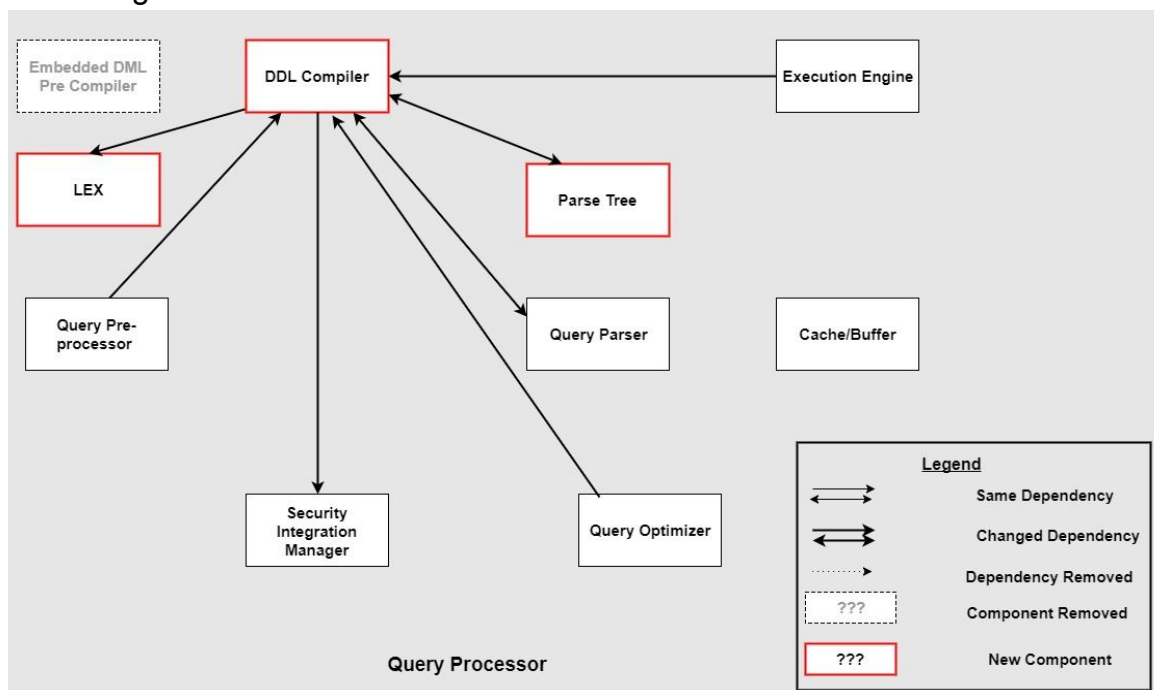 Embedded DML
Pre Compiler
DDL Compiler
Execution Engine
LEX
Parse Tree
Query Pre-
processor
Query Parser
Cache/Buffer
Security
Integration
Manager
Query Optimizer
Legend
Same Dependency
Changed Dependency
Dependency Removed
???
Component Removed
???
New Component
Query Processor